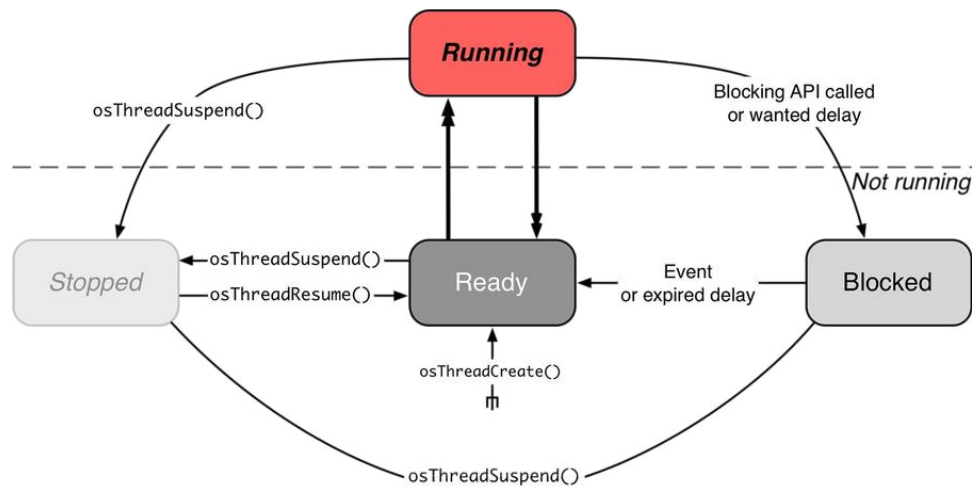 Running
osThreadSuspend()
Blocking API called
or wanted delay
Not running
Stopped
osThreadSuspend()
osThreadResume()
Ready
Event
or expired delay
Blocked
osThreadCreate()
osThreadSuspend()